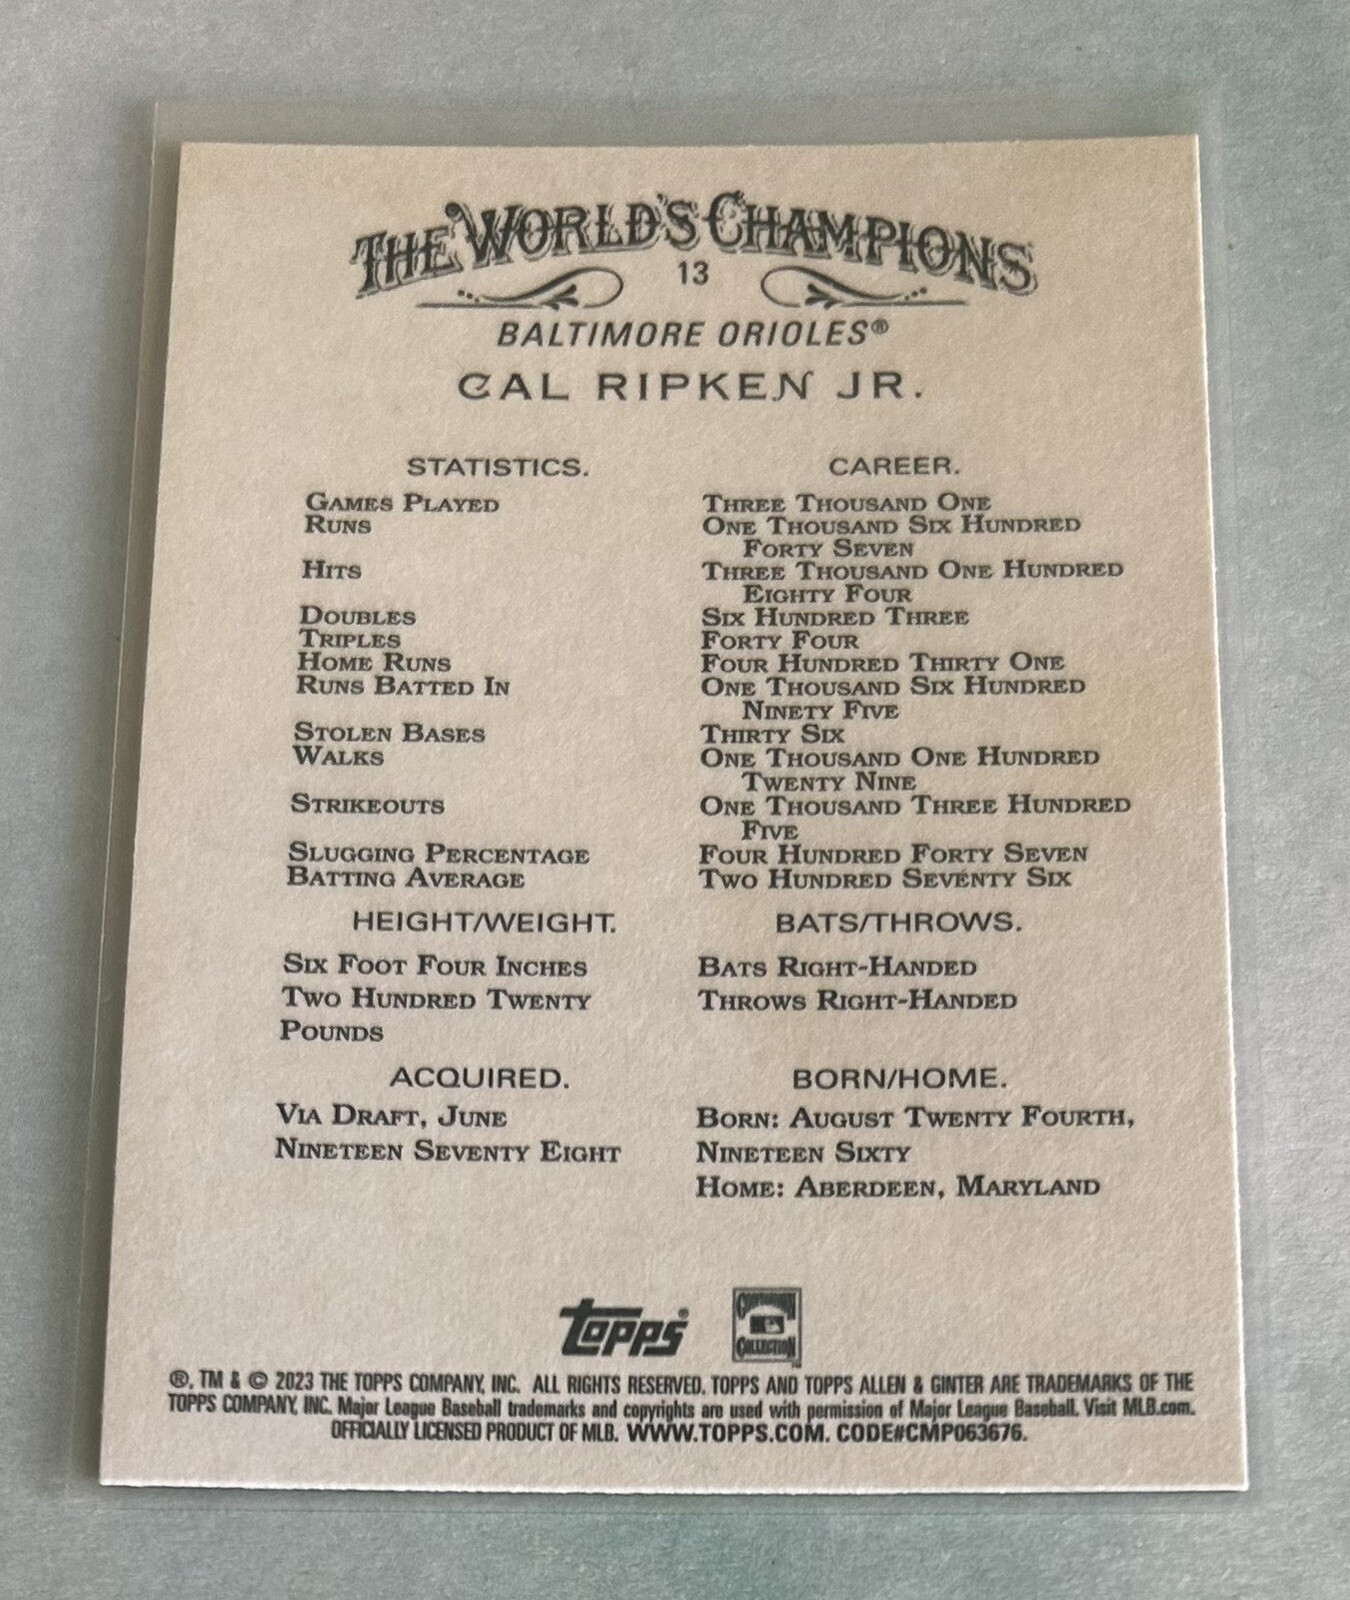 THE WORLD'S CHAMPIONS
13
BALTIMORE ORIOLES®
CAL RIPKEN JR.
STATISTICS. CAREER.
GAMES PLAYED THREE THOUSAND ONE
RUNS ONE THOUSAND SIX HUNDRED
FORTY SEVEN
HITS THREE THOUSAND ONE HUNDRED
EIGHTY FOUR
DOUBLES SIX HUNDRED THREE
TRIPLES FORTY FOUR
HOME RUNS FOUR HUNDRED THIRTY ONE
RUNS BATTED IN ONE THOUSAND SIX HUNDRED
NINETY FIVE
STOLEN BASES THIRTY SIX
WALKS ONE THOUSAND ONE HUNDRED
TWENTY NINE
STRIKEOUTS ONE THOUSAND THREE HUNDRED
FIVE
SLUGGING PERCENTAGE FOUR HUNDRED FORTY SEVEN
BATTING AVERAGE TWO HUNDRED SEVENTY SIX
HEIGHT/WEIGHT. BATS/THROWS.
SIX FOOT FOUR INCHES BATS RIGHT-HANDED
TWO HUNDRED TWENTY THROWS RIGHT-HANDED
POUNDS
ACQUIRED. BORN/HOME.
VIA DRAFT, JUNE BORN: AUGUST TWENTY FOURTH,
NINETEEN SEVENTY EIGHT NINETEEN SIXTY
HOME: ABERDEEN, MARYLAND
topps® COOPERSTOWN COLLECTION™
®, TM & © 2023 THE TOPPS COMPANY, INC. ALL RIGHTS RESERVED. TOPPS AND TOPPS ALLEN & GINTER ARE TRADEMARKS OF THE
TOPPS COMPANY, INC. Major League Baseball trademarks and copyrights are used with permission of Major League Baseball. Visit MLB.com.
OFFICIALLY LICENSED PRODUCT OF MLB. WWW.TOPPS.COM. CODE#CMP063676.